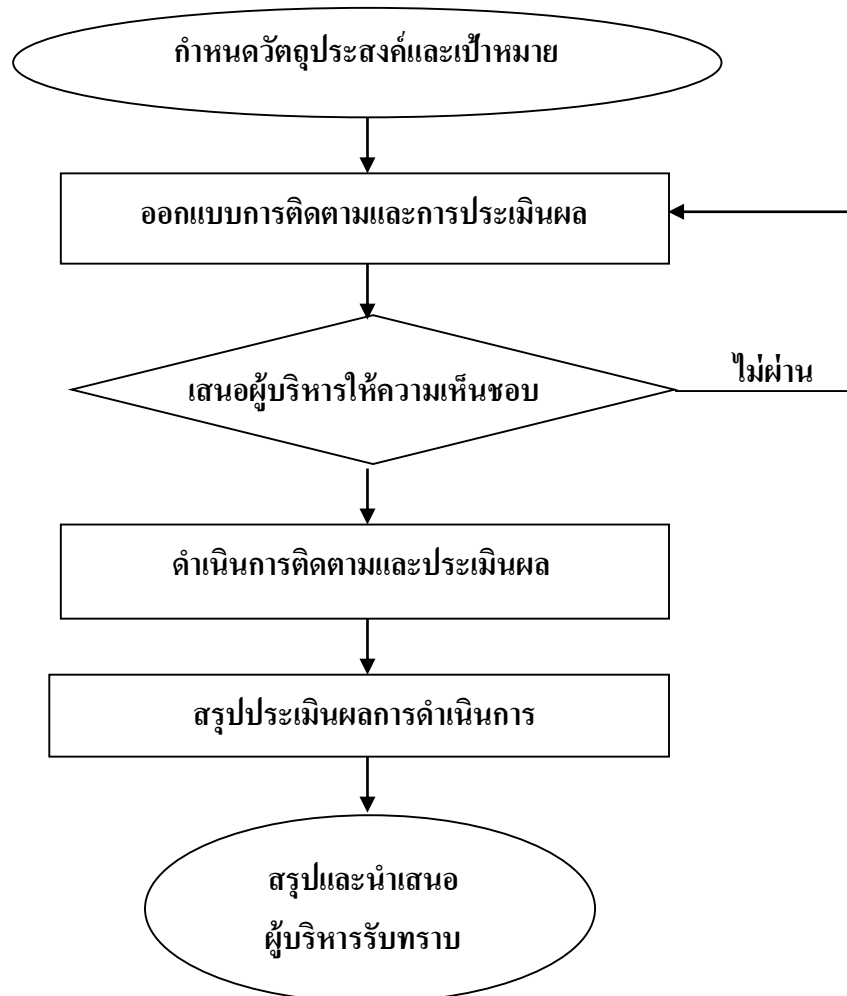 กำหนดวัตถุประสงค์และเป้าหมาย
ออกแบบการติดตามและการประเมินผล
เสนอผู้บริหารให้ความเห็นชอบ
ไม่ผ่าน
ดำเนินการติดตามและประเมินผล
สรุปประเมินผลการดำเนินการ
สรุปและนำเสนอ
ผู้บริหารรับทราบ